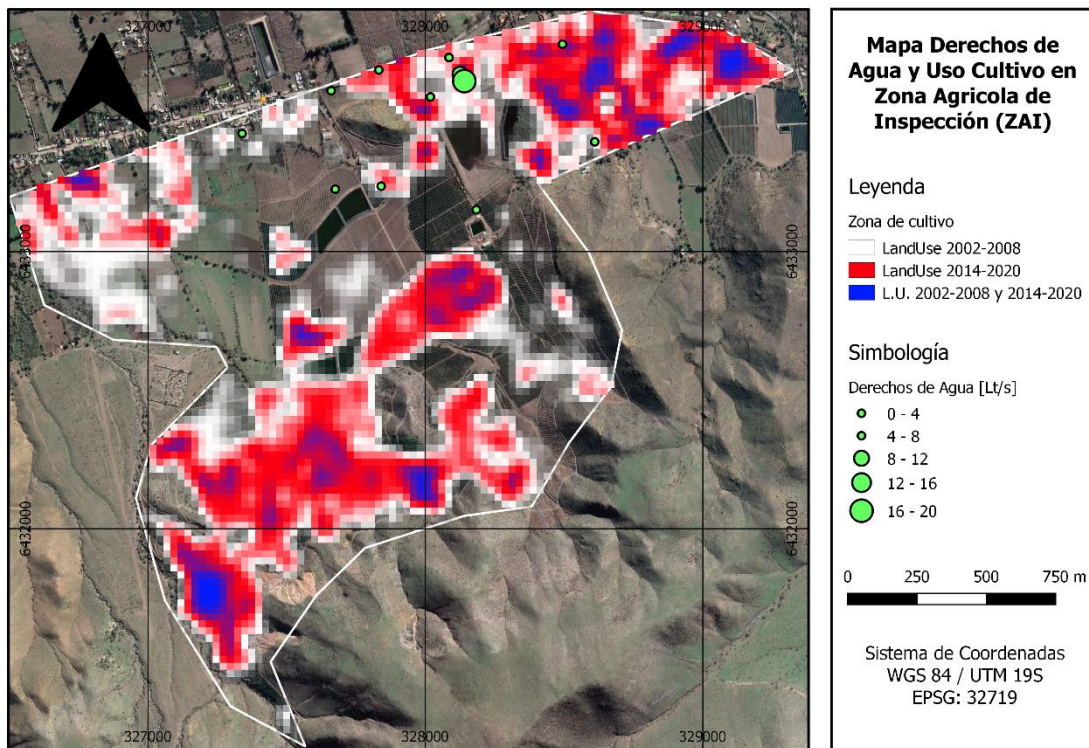 327000
328000
329000
6433000
6433000
6432000
6432000
327000
328000
329000
Mapa Derechos de
Agua y Uso Cultivo en
Zona Agricola de
Inspección (ZAI)
Leyenda
Zona de cultivo
LandUse 2002-2008
LandUse 2014-2020
L.U. 2002-2008 y 2014-2020
Simbología
Derechos de Agua [Lt/s]
0 - 4
4 - 8
8 - 12
12 - 16
16 - 20
0 250 500 750 m
Sistema de Coordenadas
WGS 84 / UTM 19S
EPSG: 32719